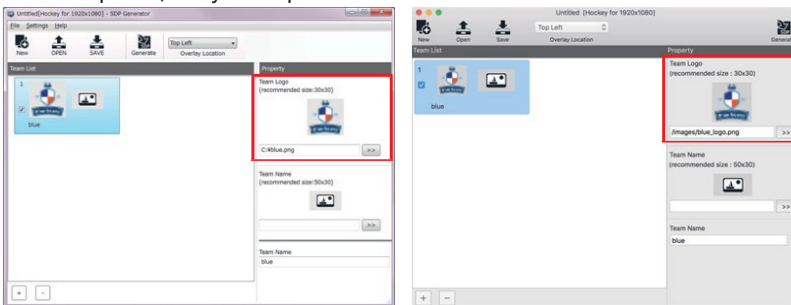 Untitled[Hockey for 1920x1080] - SDP Generator
File Settings Help
New OPEN SAVE Generate Top Left
Overlay Location
Team List
Property
1
blue
Team Logo
(recommended size:30x30)
C:¥blue.png >>
Team Name
(recommended size:50x30)
>>
Team Name
blue
+ -
Untitled [Hockey for 1920x1080]
Top Left
New Open Save Overlay Location
Team List
Property
1
blue
Team Logo
(recommended size : 30x30)
/images/blue_logo.png >>
Team Name
(recommended size : 50x30)
>>
Team Name
blue
+ -